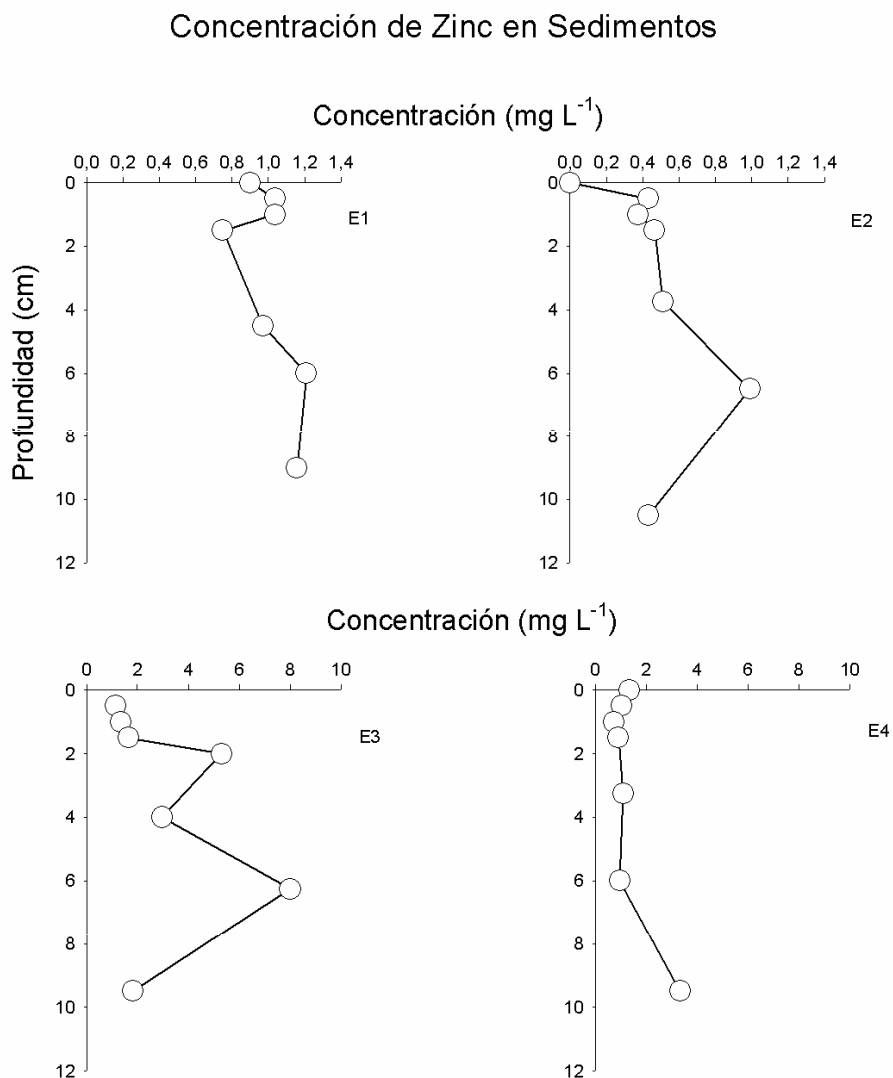 Concentración de Zinc en Sedimentos
Concentración (mg L-1)
0,0 0,2 0,4 0,6 0,8 1,0 1,2 1,4
0,0 0,2 0,4 0,6 0,8 1,0 1,2 1,4
0
2
4
6
8
10
12
E1
0
2
4
6
8
10
12
E2
Profundidad (cm)
Concentración (mg L-1)
0 2 4 6 8 10
0 2 4 6 8 10
0
2
4
6
8
10
12
E3
0
2
4
6
8
10
12
E4